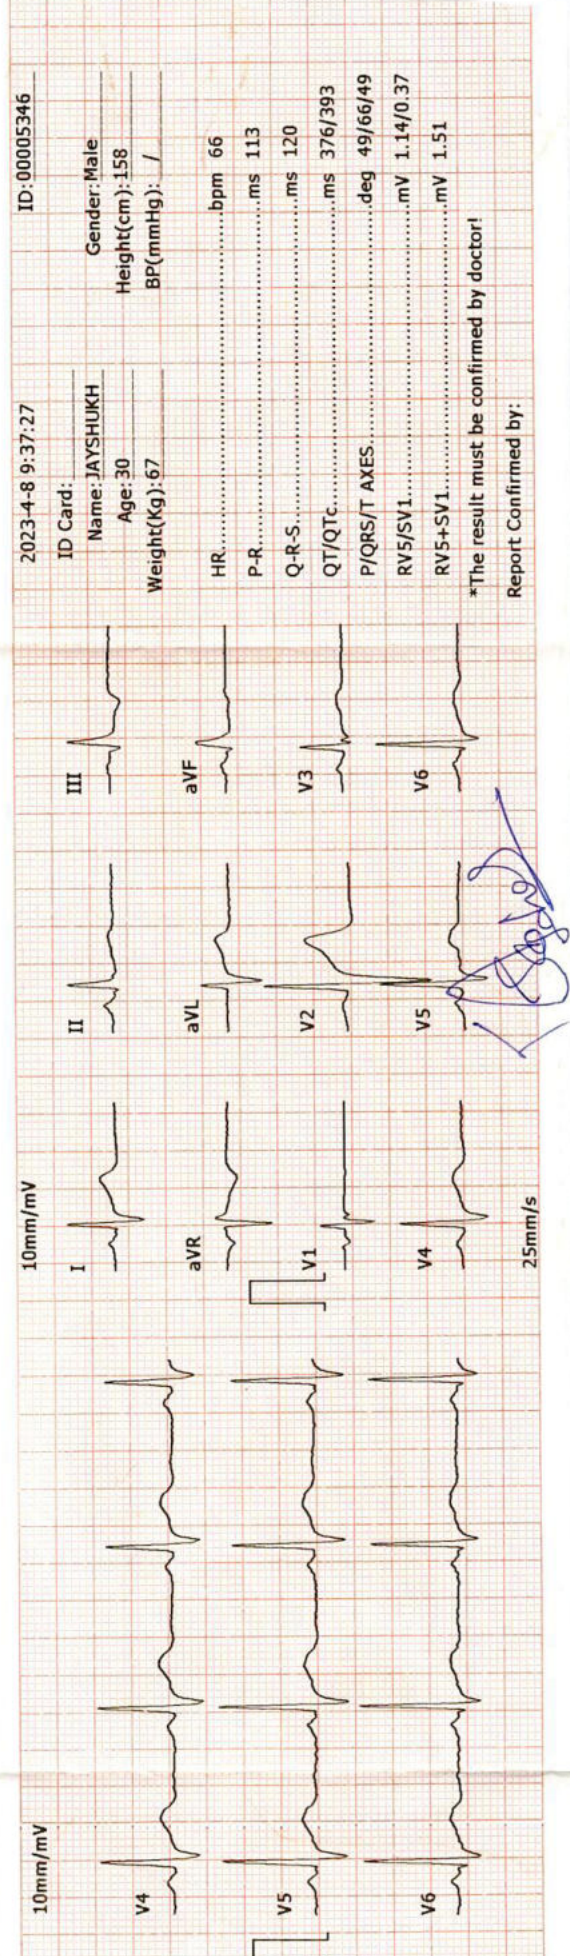 10mm/mV
V4
V5
V6
10mm/mV
I
aVR
V1
V4
25mm/s
II
aVL
V2
V5
III
aVF
V3
V6
2023-4-8 9:37:27 ID:00005346
ID Card:
Name:JAYSHUKH Gender:Male
Age:30 Height(cm):158
Weight(Kg):67 BP(mmHg): /
HR..........bpm 66
P-R..........ms 113
Q-R-S..........ms 120
QT/QTc..........ms 376/393
P/QRS/T AXES..........deg 49/66/49
RV5/SV1..........mV 1.14/0.37
RV5+SV1..........mV 1.51
*The result must be confirmed by doctor!
Report Confirmed by: